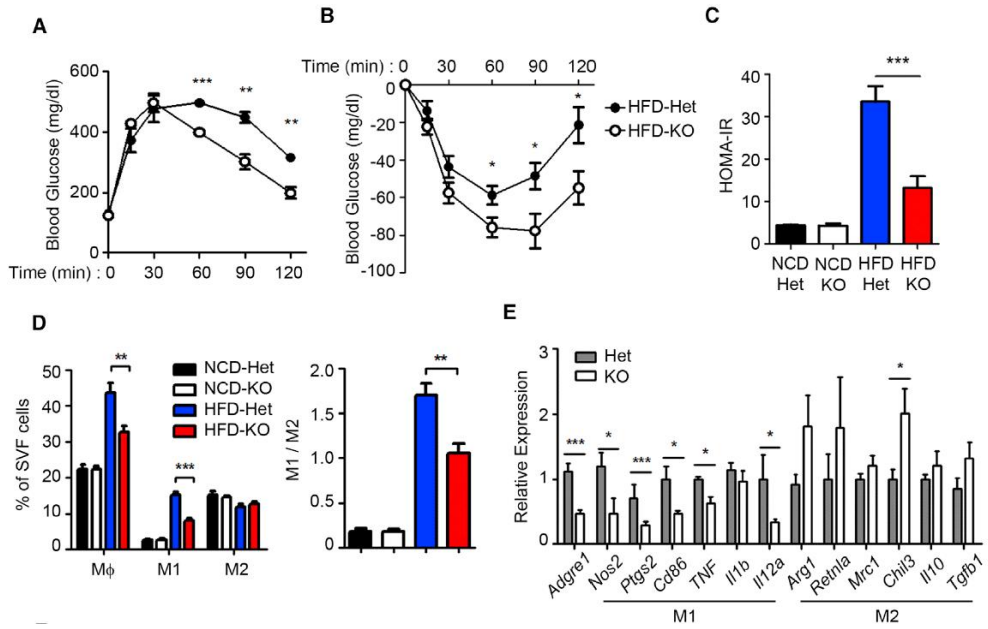 A
Blood Glucose (mg/dl)
600
400
200
0
***
**
**
Time (min) : 0 30 60 90 120
B
Time (min) : 0 30 60 90 120
Blood Glucose (mg/dl)
0
-20
-40
-60
-80
-100
*
*
*
HFD-Het
HFD-KO
C
HOMA-IR
40
30
20
10
0
***
NCD Het
NCD KO
HFD Het
HFD KO
D
% of SVF cells
50
40
30
20
10
0
**
***
Mϕ M1 M2
NCD-Het
NCD-KO
HFD-Het
HFD-KO
M1 / M2
2.0
1.5
1.0
0.5
0.0
**
E
Relative Expression
3
2
1
0
Het
KO
*** * *** * * * *
Adgre1 Nos2 Ptgs2 Cd86 TNF Il1b Il12a Arg1 Retnla Mrc1 Chil3 Il10 Tgfb1
M1 M2